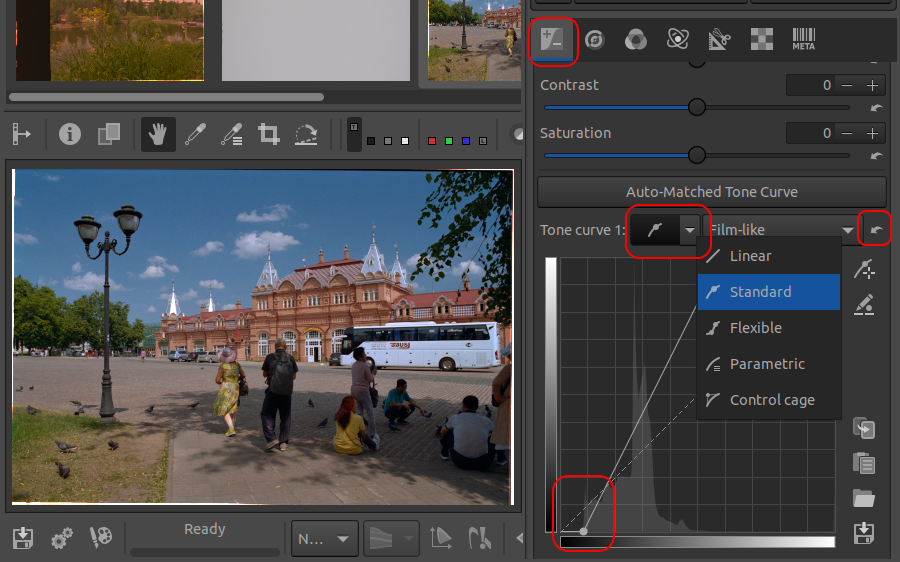 META
Contrast
0
Saturation
0
Auto-Matched Tone Curve
Tone curve 1:
Film-like
Linear
Standard
Flexible
Parametric
Control cage
Ready
N...